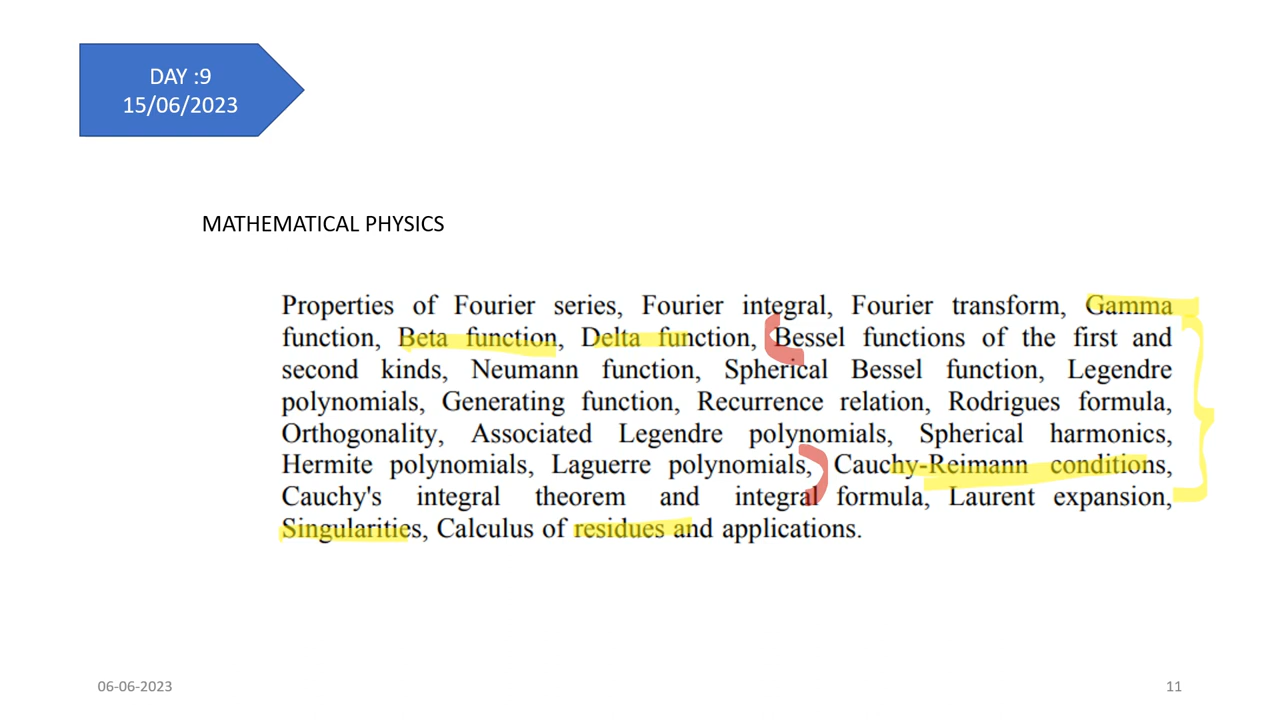 DAY :9
15/06/2023
MATHEMATICAL PHYSICS
Properties of Fourier series, Fourier integral, Fourier transform, Gamma
function, Beta function, Delta function, Bessel functions of the first and
second kinds, Neumann function, Spherical Bessel function, Legendre
polynomials, Generating function, Recurrence relation, Rodrigues formula,
Orthogonality, Associated Legendre polynomials, Spherical harmonics,
Hermite polynomials, Laguerre polynomials, Cauchy-Reimann conditions,
Cauchy's integral theorem and integral formula, Laurent expansion,
Singularities, Calculus of residues and applications.
06-06-2023
11